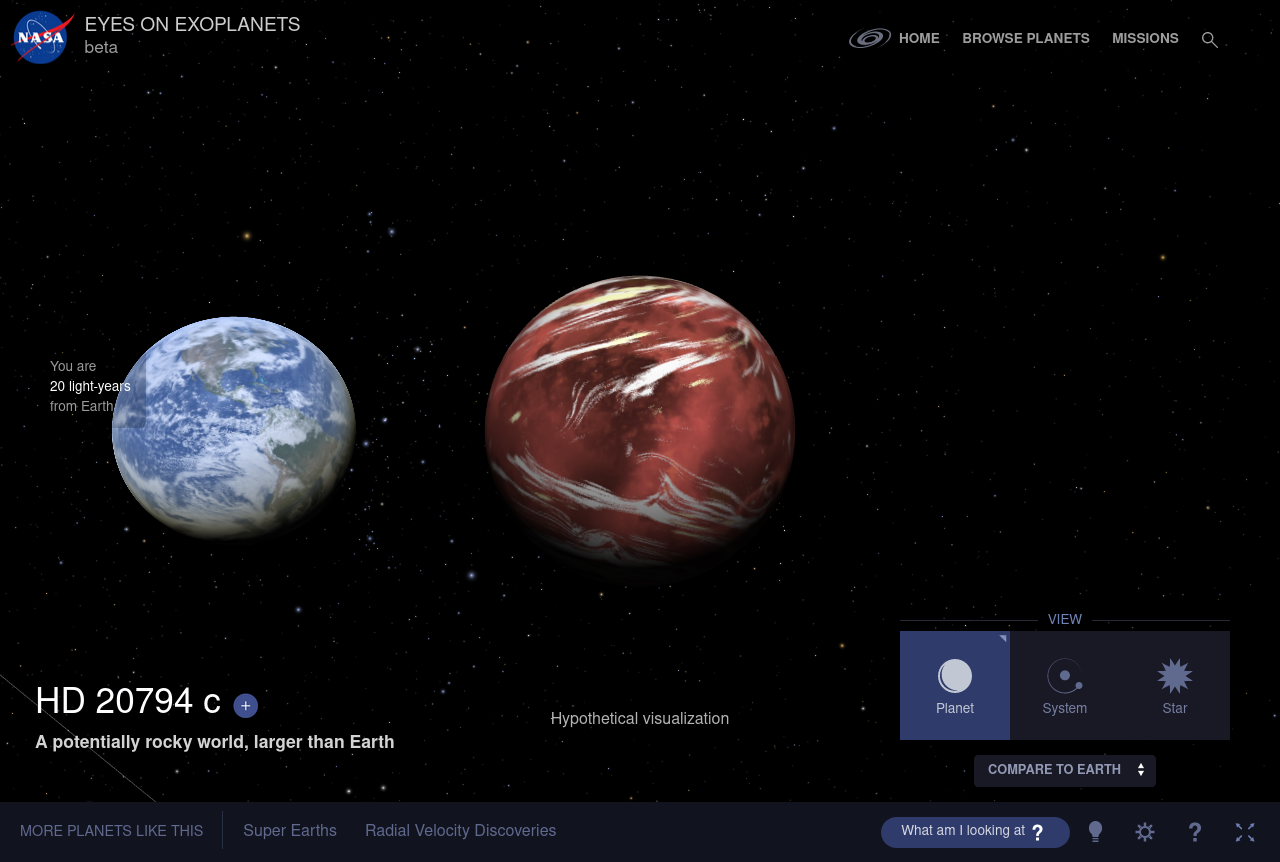 NASA
EYES ON EXOPLANETS
beta
HOME
BROWSE PLANETS
MISSIONS
You are
20 light-years
from Earth
HD 20794 c +
A potentially rocky world, larger than Earth
Hypothetical visualization
VIEW
Planet
System
Star
COMPARE TO EARTH
MORE PLANETS LIKE THIS
Super Earths
Radial Velocity Discoveries
What am I looking at ?
?